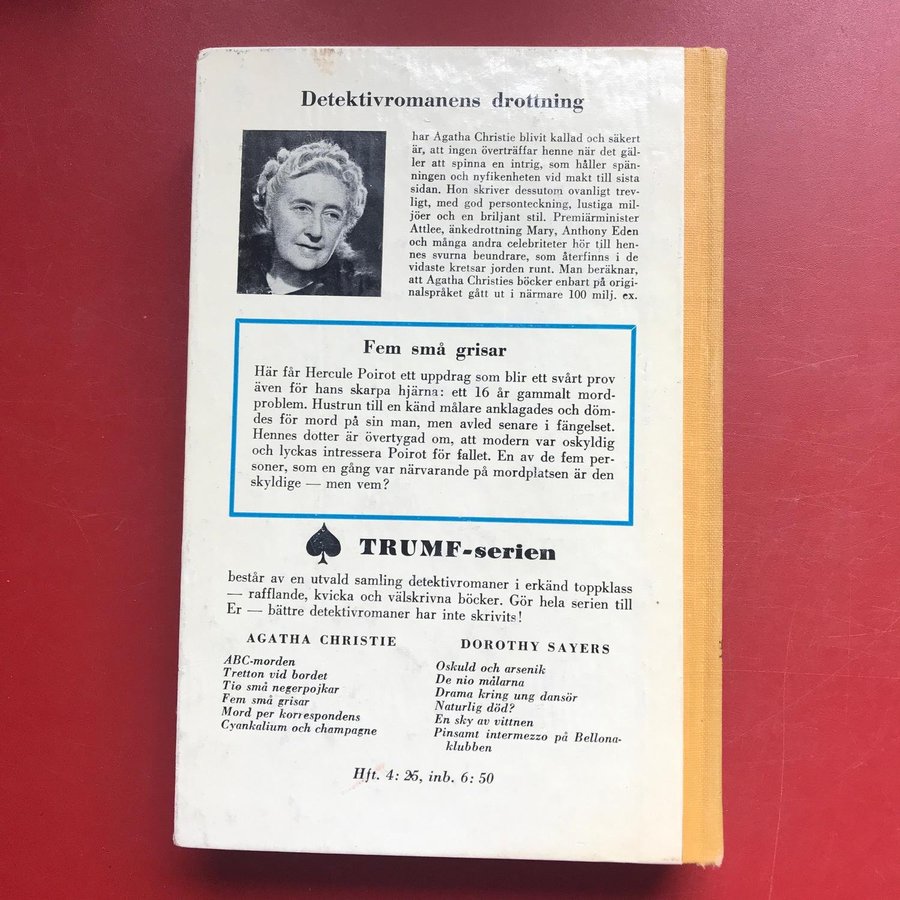 Detektivromanens drottning
har Agatha Christie blivit kallad och säkert
är, att ingen överträffar henne när det gäl-
ler att spinna en intrig, som håller spän-
ningen och nyfikenheten vid makt till sista
sidan. Hon skriver dessutom ovanligt trev-
ligt, med god personteckning, lustiga mil-
jöer och en briljant stil. Premiärminister
Attlee, änkedrottning Mary, Anthony Eden
och många andra celebriteter hör till hen-
nes svurna beundrare, som återfinns i de
vidaste kretsar jorden runt. Man beräknar,
att Agatha Christies böcker enbart på origi-
nalspråket gått ut i närmare 100 milj. ex.
Fem små grisar
Här får Hercule Poirot ett uppdrag som blir ett svårt prov
även för hans skarpa hjärna: ett 16 år gammalt mord-
problem. Hustrun till en känd målare anklagades och döm-
des för mord på sin man, men avled senare i fängelset.
Hennes dotter är övertygad om, att modern var oskyldig
och lyckas intressera Poirot för fallet. En av de fem per-
soner, som en gång var närvarande på mordplatsen är den
skyldige — men vem?
TRUMF-serien
består av en utvald samling detektivromaner i erkänd toppklass
— rafflande, kvicka och välskrivna böcker. Gör hela serien till
Er — bättre detektivromaner har inte skrivits!
AGATHA CHRISTIE
ABC-morden
Tretton vid bordet
Tio små negerpojkar
Fem små grisar
Mord per korrespondens
Cyankalium och champagne
DOROTHY SAYERS
Oskuld och arsenik
De nio målarna
Drama kring ung dansör
Naturlig död?
En sky av vittnen
Pinsamt intermezzo på Bellona-
klubben
Hft. 4: 25, inb. 6: 50